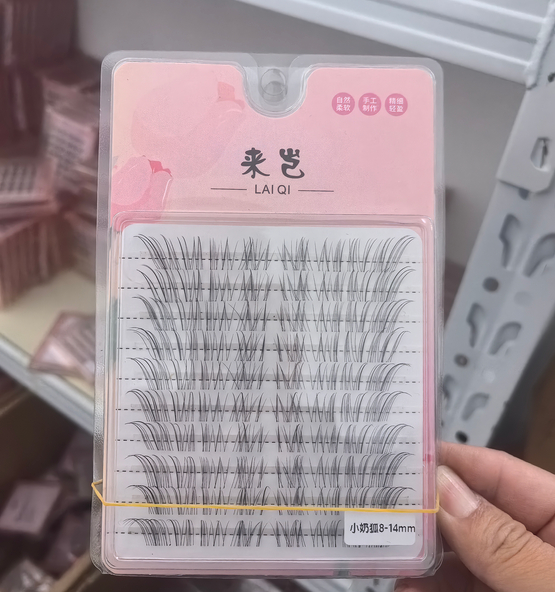 自然 手工 精细
柔软 制作 轻盈
来岂
LAI QI
小奶狐8-14mm